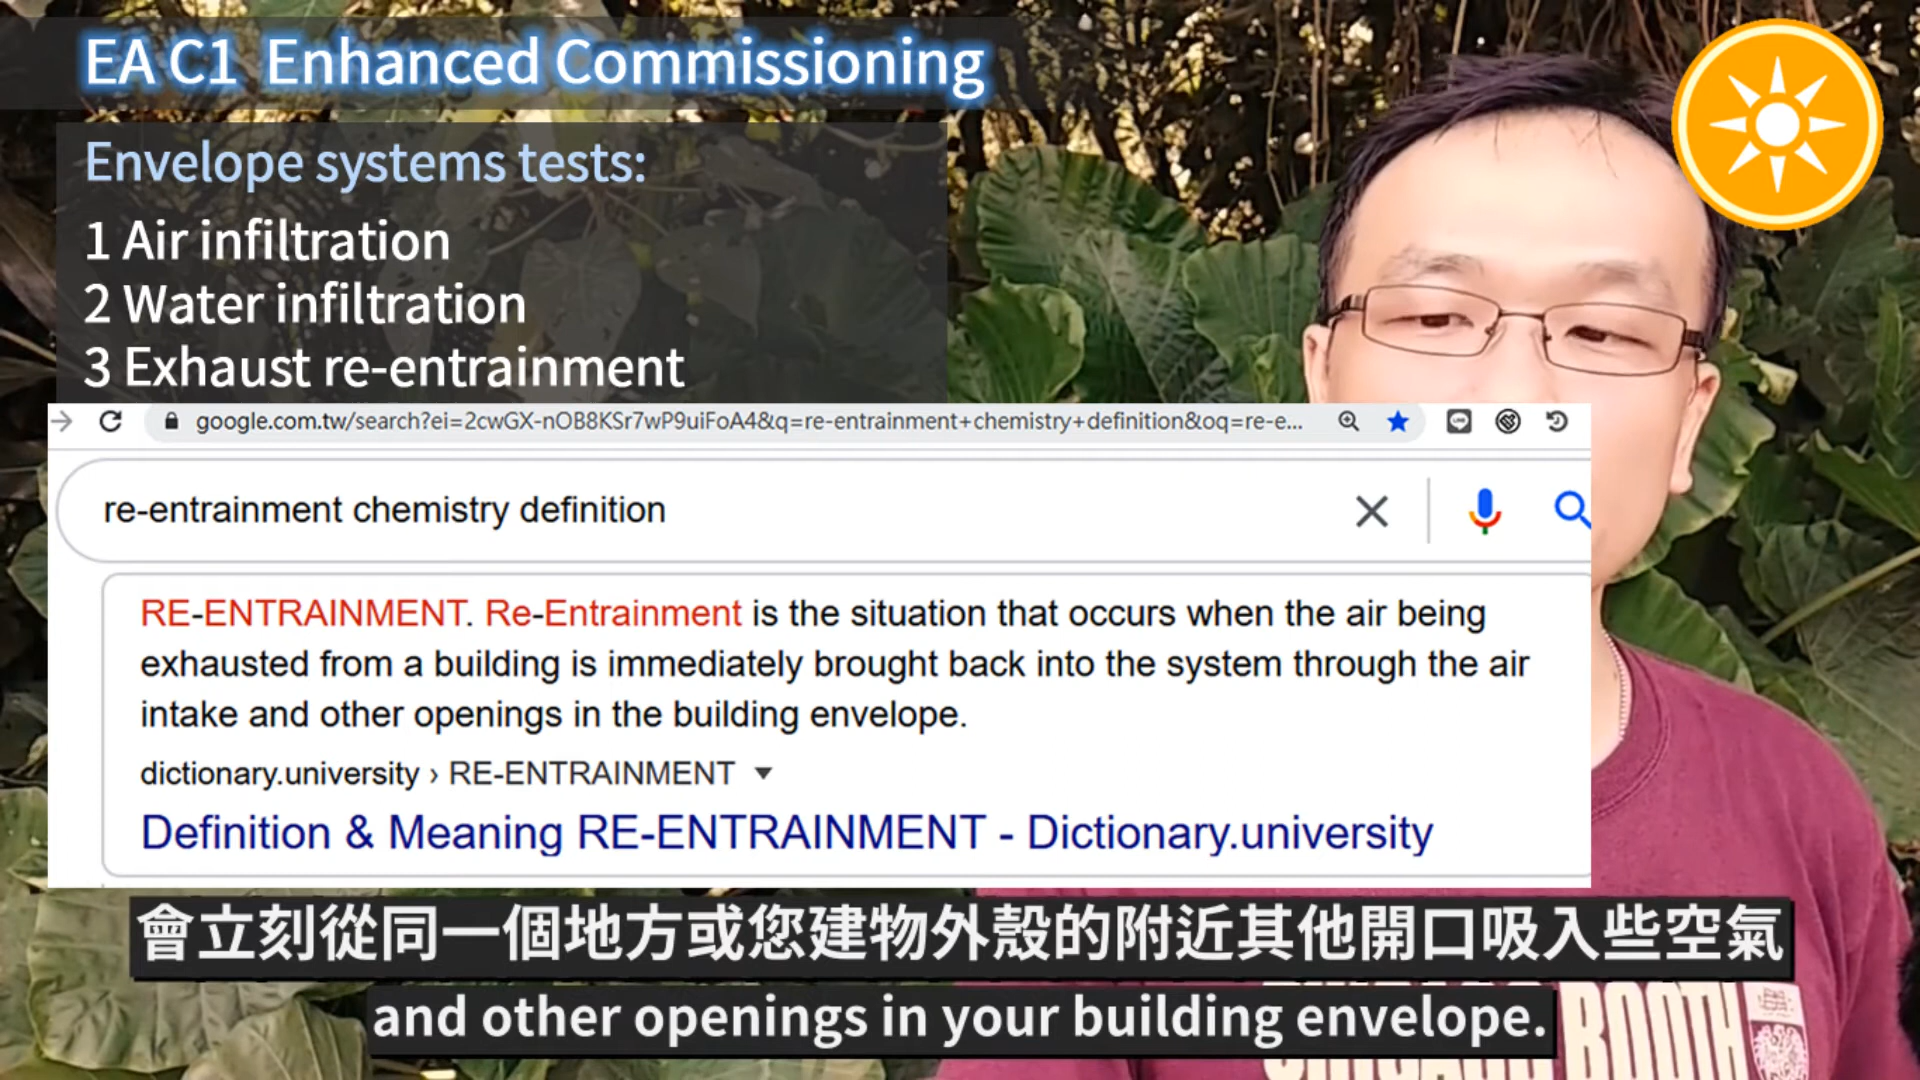 EA C1 Enhanced Commissioning
Envelope systems tests:
1 Air infiltration
2 Water infiltration
3 Exhaust re-entrainment
google.com.tw/search?ei=2cwGX-nOB8KSr7wP9uiFoA4&q=re-entrainment+chemistry+definition&oq=re-e...
re-entrainment chemistry definition
RE-ENTRAINMENT. Re-Entrainment is the situation that occurs when the air being
exhausted from a building is immediately brought back into the system through the air
intake and other openings in the building envelope.
dictionary.university › RE-ENTRAINMENT
Definition & Meaning RE-ENTRAINMENT - Dictionary.university
會立刻從同一個地方或您建物外殼的附近其他開口吸入些空氣
and other openings in your building envelope.
BOOTH